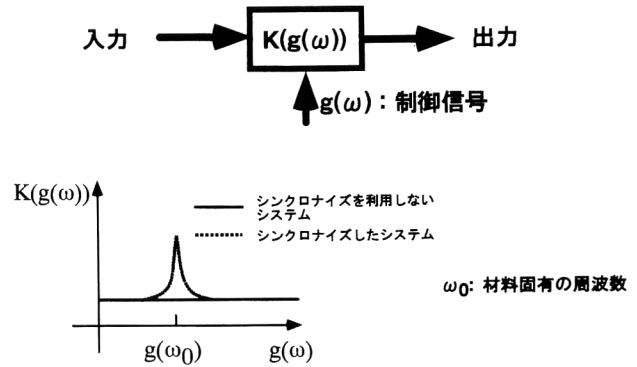 入力
K(g(ω))
出力
g(ω)：制御信号
K(g(ω))
シンクロナイズを利用しない
システム
シンクロナイズしたシステム
ω0: 材料固有の周波数
g(ω0)
g(ω)